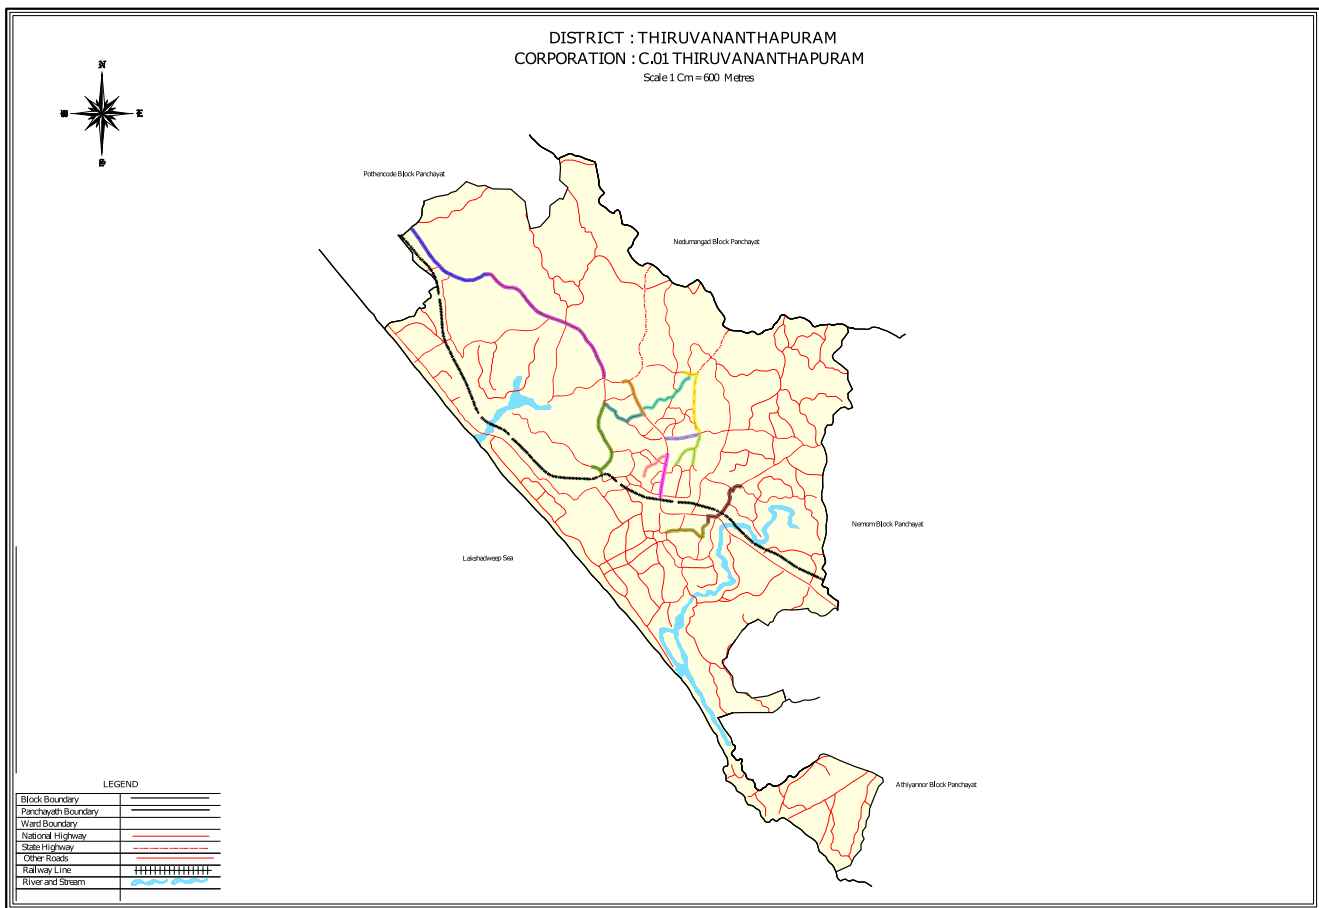 DISTRICT : THIRUVANANTHAPURAM
CORPORATION : C.01 THIRUVANANTHAPURAM
Scale 1 Cm = 600 Metres
N
S
Pothencode Block Panchayat
Nedumangad Block Panchayat
Nemom Block Panchayat
Lakshadweep Sea
Athiyannor Block Panchayat
LEGEND
Block Boundary
Panchayath Boundary
Ward Boundary
National Highway
State Highway
Other Roads
Railway Line
River and Stream